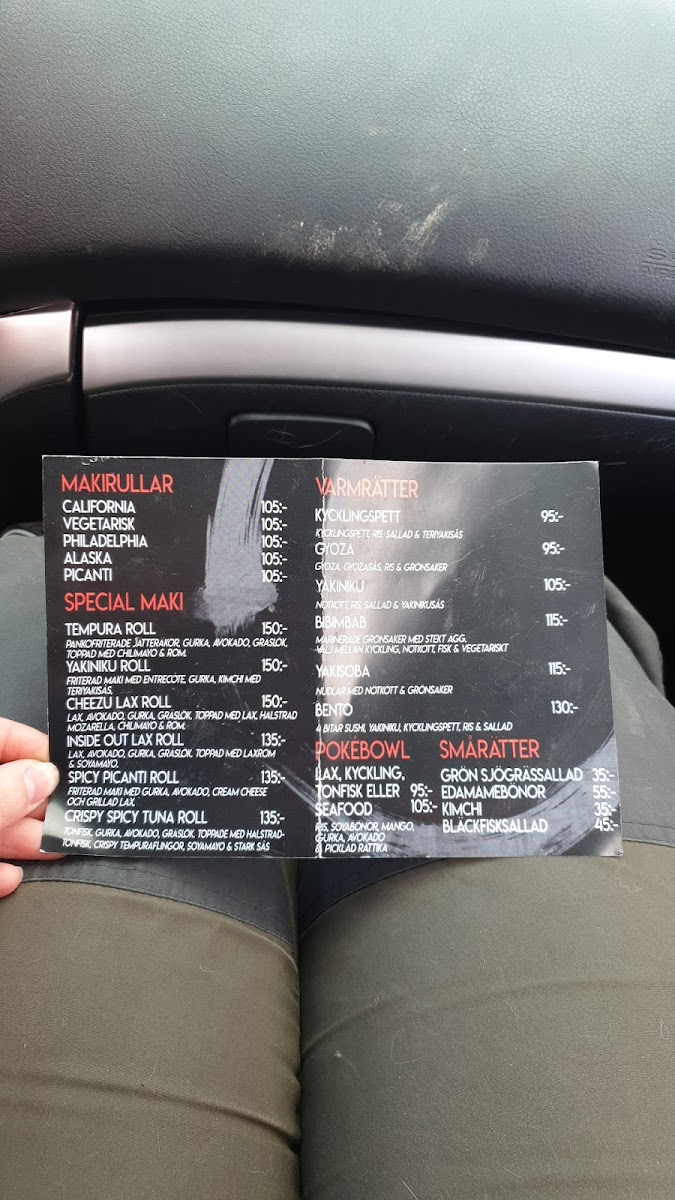 MAKIRULLAR
CALIFORNIA 105:-
VEGETARISK 105:-
PHILADELPHIA 105:-
ALASKA 105:-
PICANTI 105:-
SPECIAL MAKI
TEMPURA ROLL 150:-
PANKOFRITERADE JÄTTERÄKOR, GURKA, AVOKADO, GRÄSLÖK,
TOPPAD MED CHILIMAYO & ROM.
YAKINIKU ROLL 150:-
FRITERAD MAKI MED ENTRECÔTE, GURKA, KIMCHI MED
TERIYAKISÅS.
CHEEZU LAX ROLL 150:-
LAX, AVOKADO, GURKA, GRÄSLÖK, TOPPAD MED LAX, HALSTRAD
MOZARELLA, CHILIMAYO & ROM.
INSIDE OUT LAX ROLL 135:-
LAX, AVOKADO, GURKA, GRÄSLÖK, TOPPAD MED LAXROM
& SOYAMAYO.
SPICY PICANTI ROLL 135:-
FRITERAD MAKI MED GURKA, AVOKADO, CREAM CHEESE
OCH GRILLAD LAX.
CRISPY SPICY TUNA ROLL 135:-
TONFISK, GURKA, AVOKADO, GRÄSLÖK. TOPPADE MED HALSTRAD-
TONFISK, CRISPY TEMPURAFLINGOR, SOYAMAYO & STARK SÅS
VARMRÄTTER
KYCKLINGSPETT 95:-
KYCKLINGSPETT, RIS, SALLAD & TERIYAKISÅS
GYOZA 95:-
GYOZA, GYOZASÅS, RIS & GRÖNSAKER
YAKINIKU 105:-
NÖTKÖTT, RIS, SALLAD & YAKINIKUSÅS
BIBIMBAB 115:-
MARINERADE GRÖNSAKER MED STEKT ÄGG,
VÄLJ MELLAN KYCKLING, NÖTKÖTT, FISK & VEGETARISKT
YAKISOBA 115:-
NUDLAR MED NÖTKÖTT & GRÖNSAKER
BENTO 130:-
4 BITAR SUSHI, YAKINIKU, KYCKLINGSPETT, RIS & SALLAD
POKEBOWL
LAX, KYCKLING,
TONFISK ELLER 95:-
SEAFOOD 105:-
RIS, SOYABÖNOR, MANGO,
GURKA, AVOKADO
& PICKLAD RÄTTIKA
SMÅRÄTTER
GRÖN SJÖGRÄSSALLAD 35:-
EDAMAMEBÖNOR 55:-
KIMCHI 35:-
BLÄCKFISKSALLAD 45:-